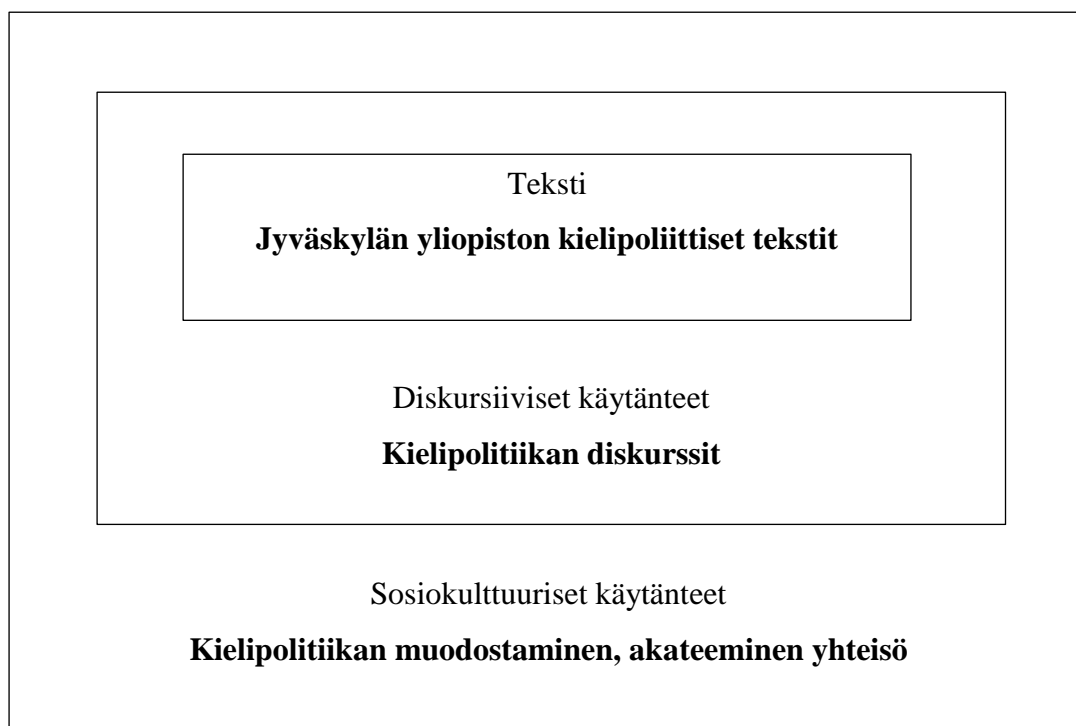 Teksti
Jyväskylän yliopiston kielipoliittiset tekstit
Diskursiiviset käytänteet
Kielipolitiikan diskurssit
Sosiokulttuuriset käytänteet
Kielipolitiikan muodostaminen, akateeminen yhteisö